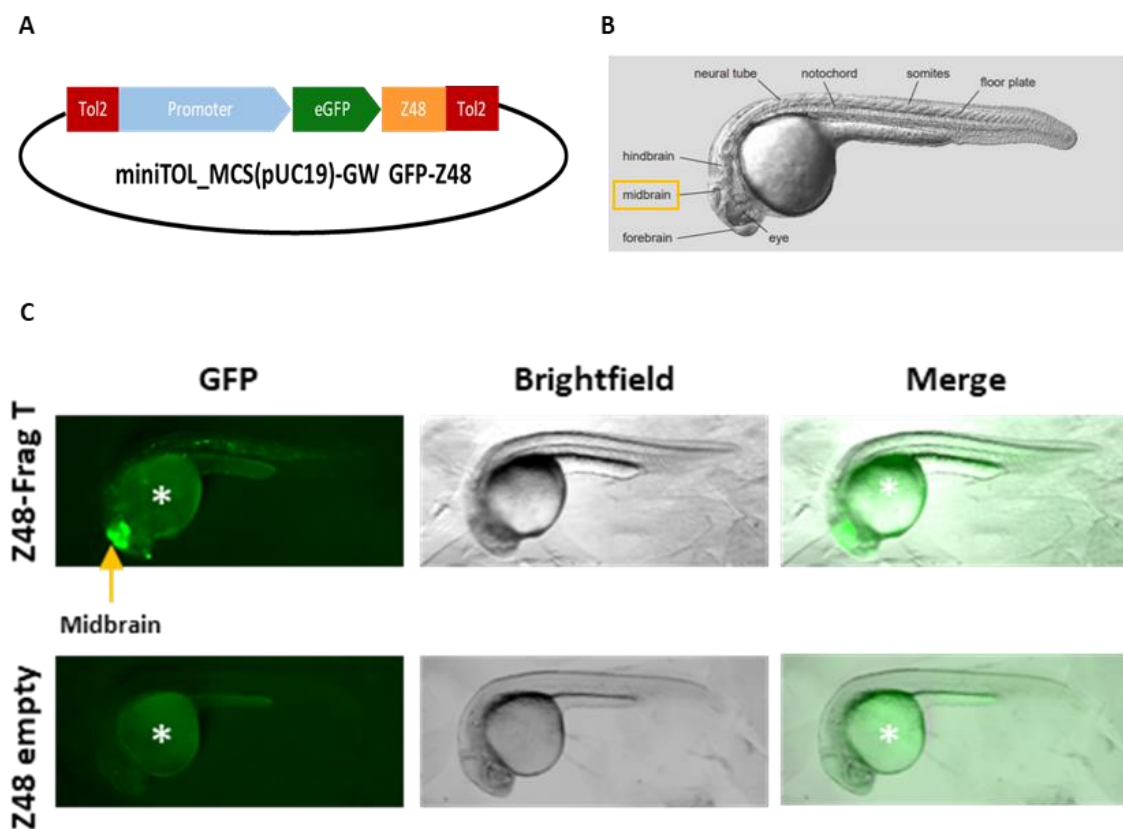 A
B
Tol2 Promoter eGFP Z48 Tol2
miniTOL_MCS(pUC19)-GW GFP-Z48
neural tube notochord somites floor plate
hindbrain
midbrain
forebrain eye
C
GFP Brightfield Merge
Z48-Frag T
* *
Midbrain
Z48 empty
* *